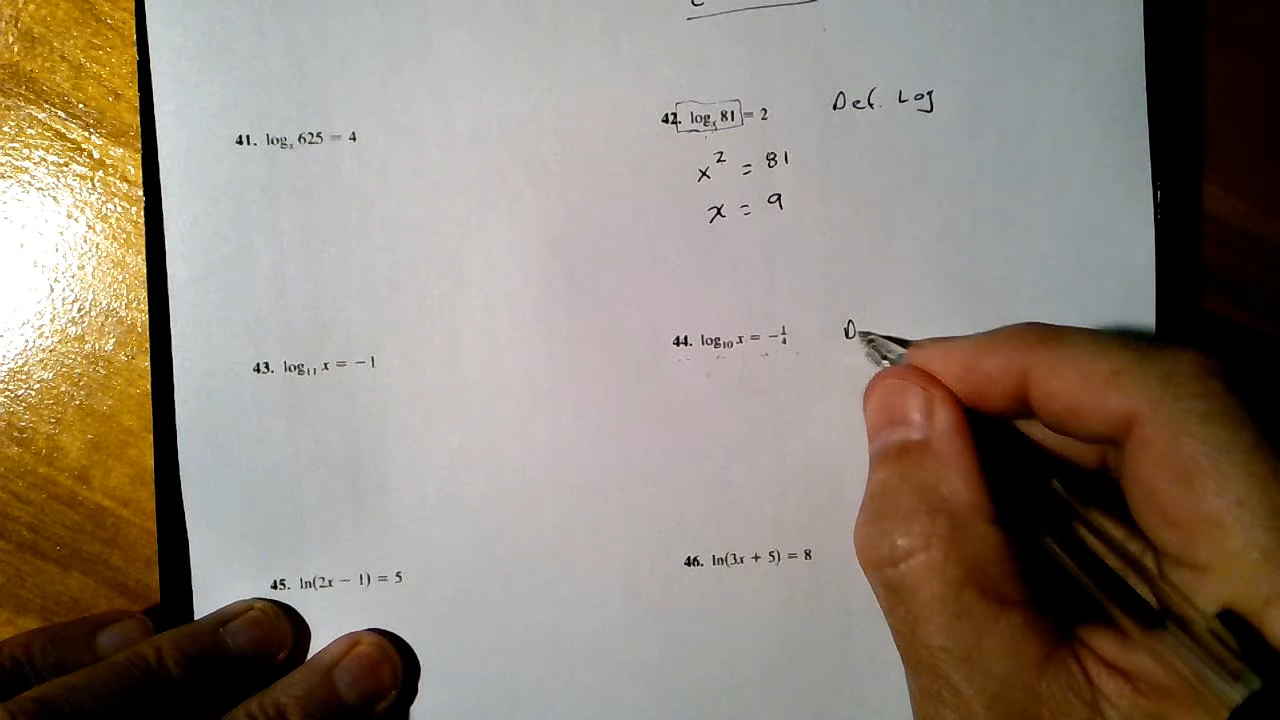 41. logₓ 625 = 4
42. logₓ 81 = 2 Def. Log
x² = 81
x = 9
43. log₁₁ x = −1
44. log₁₀ x = −1/4 D
45. ln(2x − 1) = 5
46. ln(3x + 5) = 8